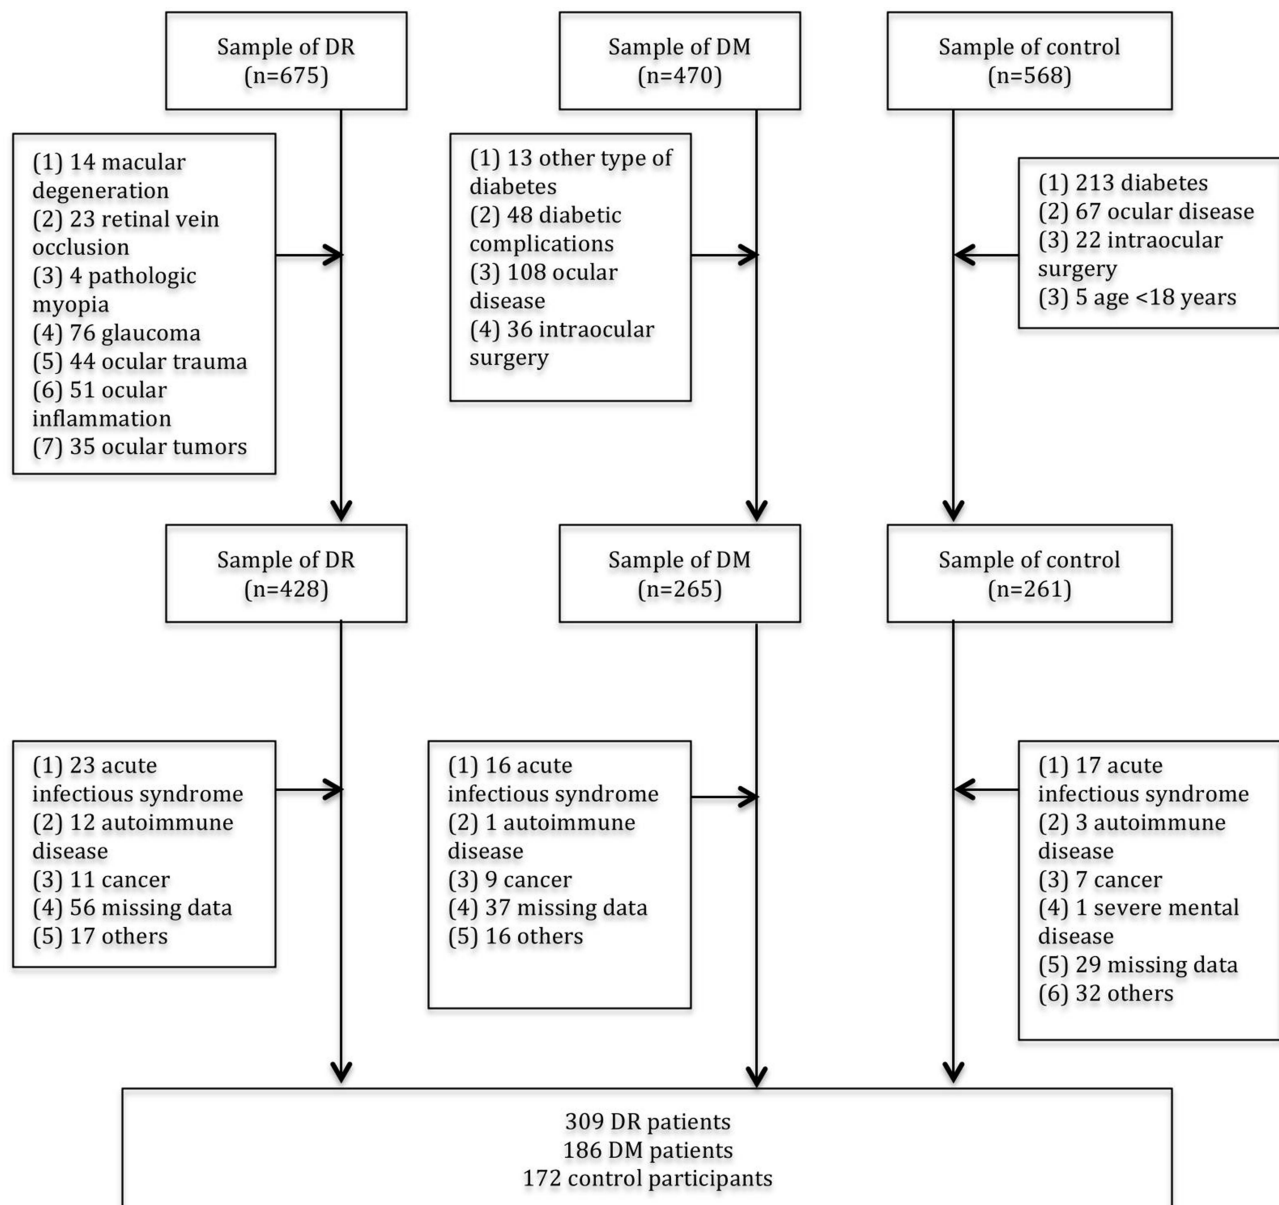 Sample of DR
(n=675)
Sample of DM
(n=470)
Sample of control
(n=568)
(1) 14 macular
degeneration
(2) 23 retinal vein
occlusion
(3) 4 pathologic
myopia
(4) 76 glaucoma
(5) 44 ocular trauma
(6) 51 ocular
inflammation
(7) 35 ocular tumors
(1) 13 other type of
diabetes
(2) 48 diabetic
complications
(3) 108 ocular
disease
(4) 36 intraocular
surgery
(1) 213 diabetes
(2) 67 ocular disease
(3) 22 intraocular
surgery
(3) 5 age <18 years
Sample of DR
(n=428)
Sample of DM
(n=265)
Sample of control
(n=261)
(1) 23 acute
infectious syndrome
(2) 12 autoimmune
disease
(3) 11 cancer
(4) 56 missing data
(5) 17 others
(1) 16 acute
infectious syndrome
(2) 1 autoimmune
disease
(3) 9 cancer
(4) 37 missing data
(5) 16 others
(1) 17 acute
infectious syndrome
(2) 3 autoimmune
disease
(3) 7 cancer
(4) 1 severe mental
disease
(5) 29 missing data
(6) 32 others
309 DR patients
186 DM patients
172 control participants